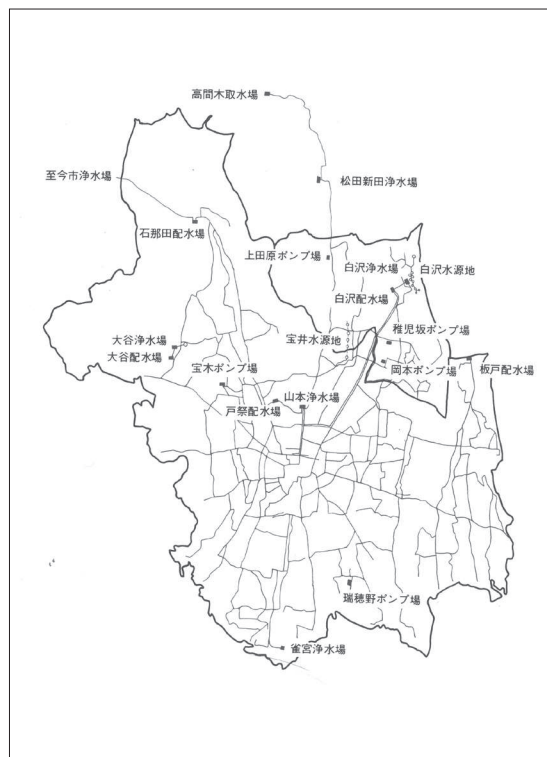 高間木取水場
至今市浄水場
松田新田浄水場
石那田配水場
上田原ポンプ場
白沢浄水場
白沢水源地
白沢配水場
大谷浄水場
宝井水源地
稚児坂ポンプ場
大谷配水場
宝木ポンプ場
岡本ポンプ場
板戸配水場
山本浄水場
戸祭配水場
瑞穂野ポンプ場
雀宮浄水場